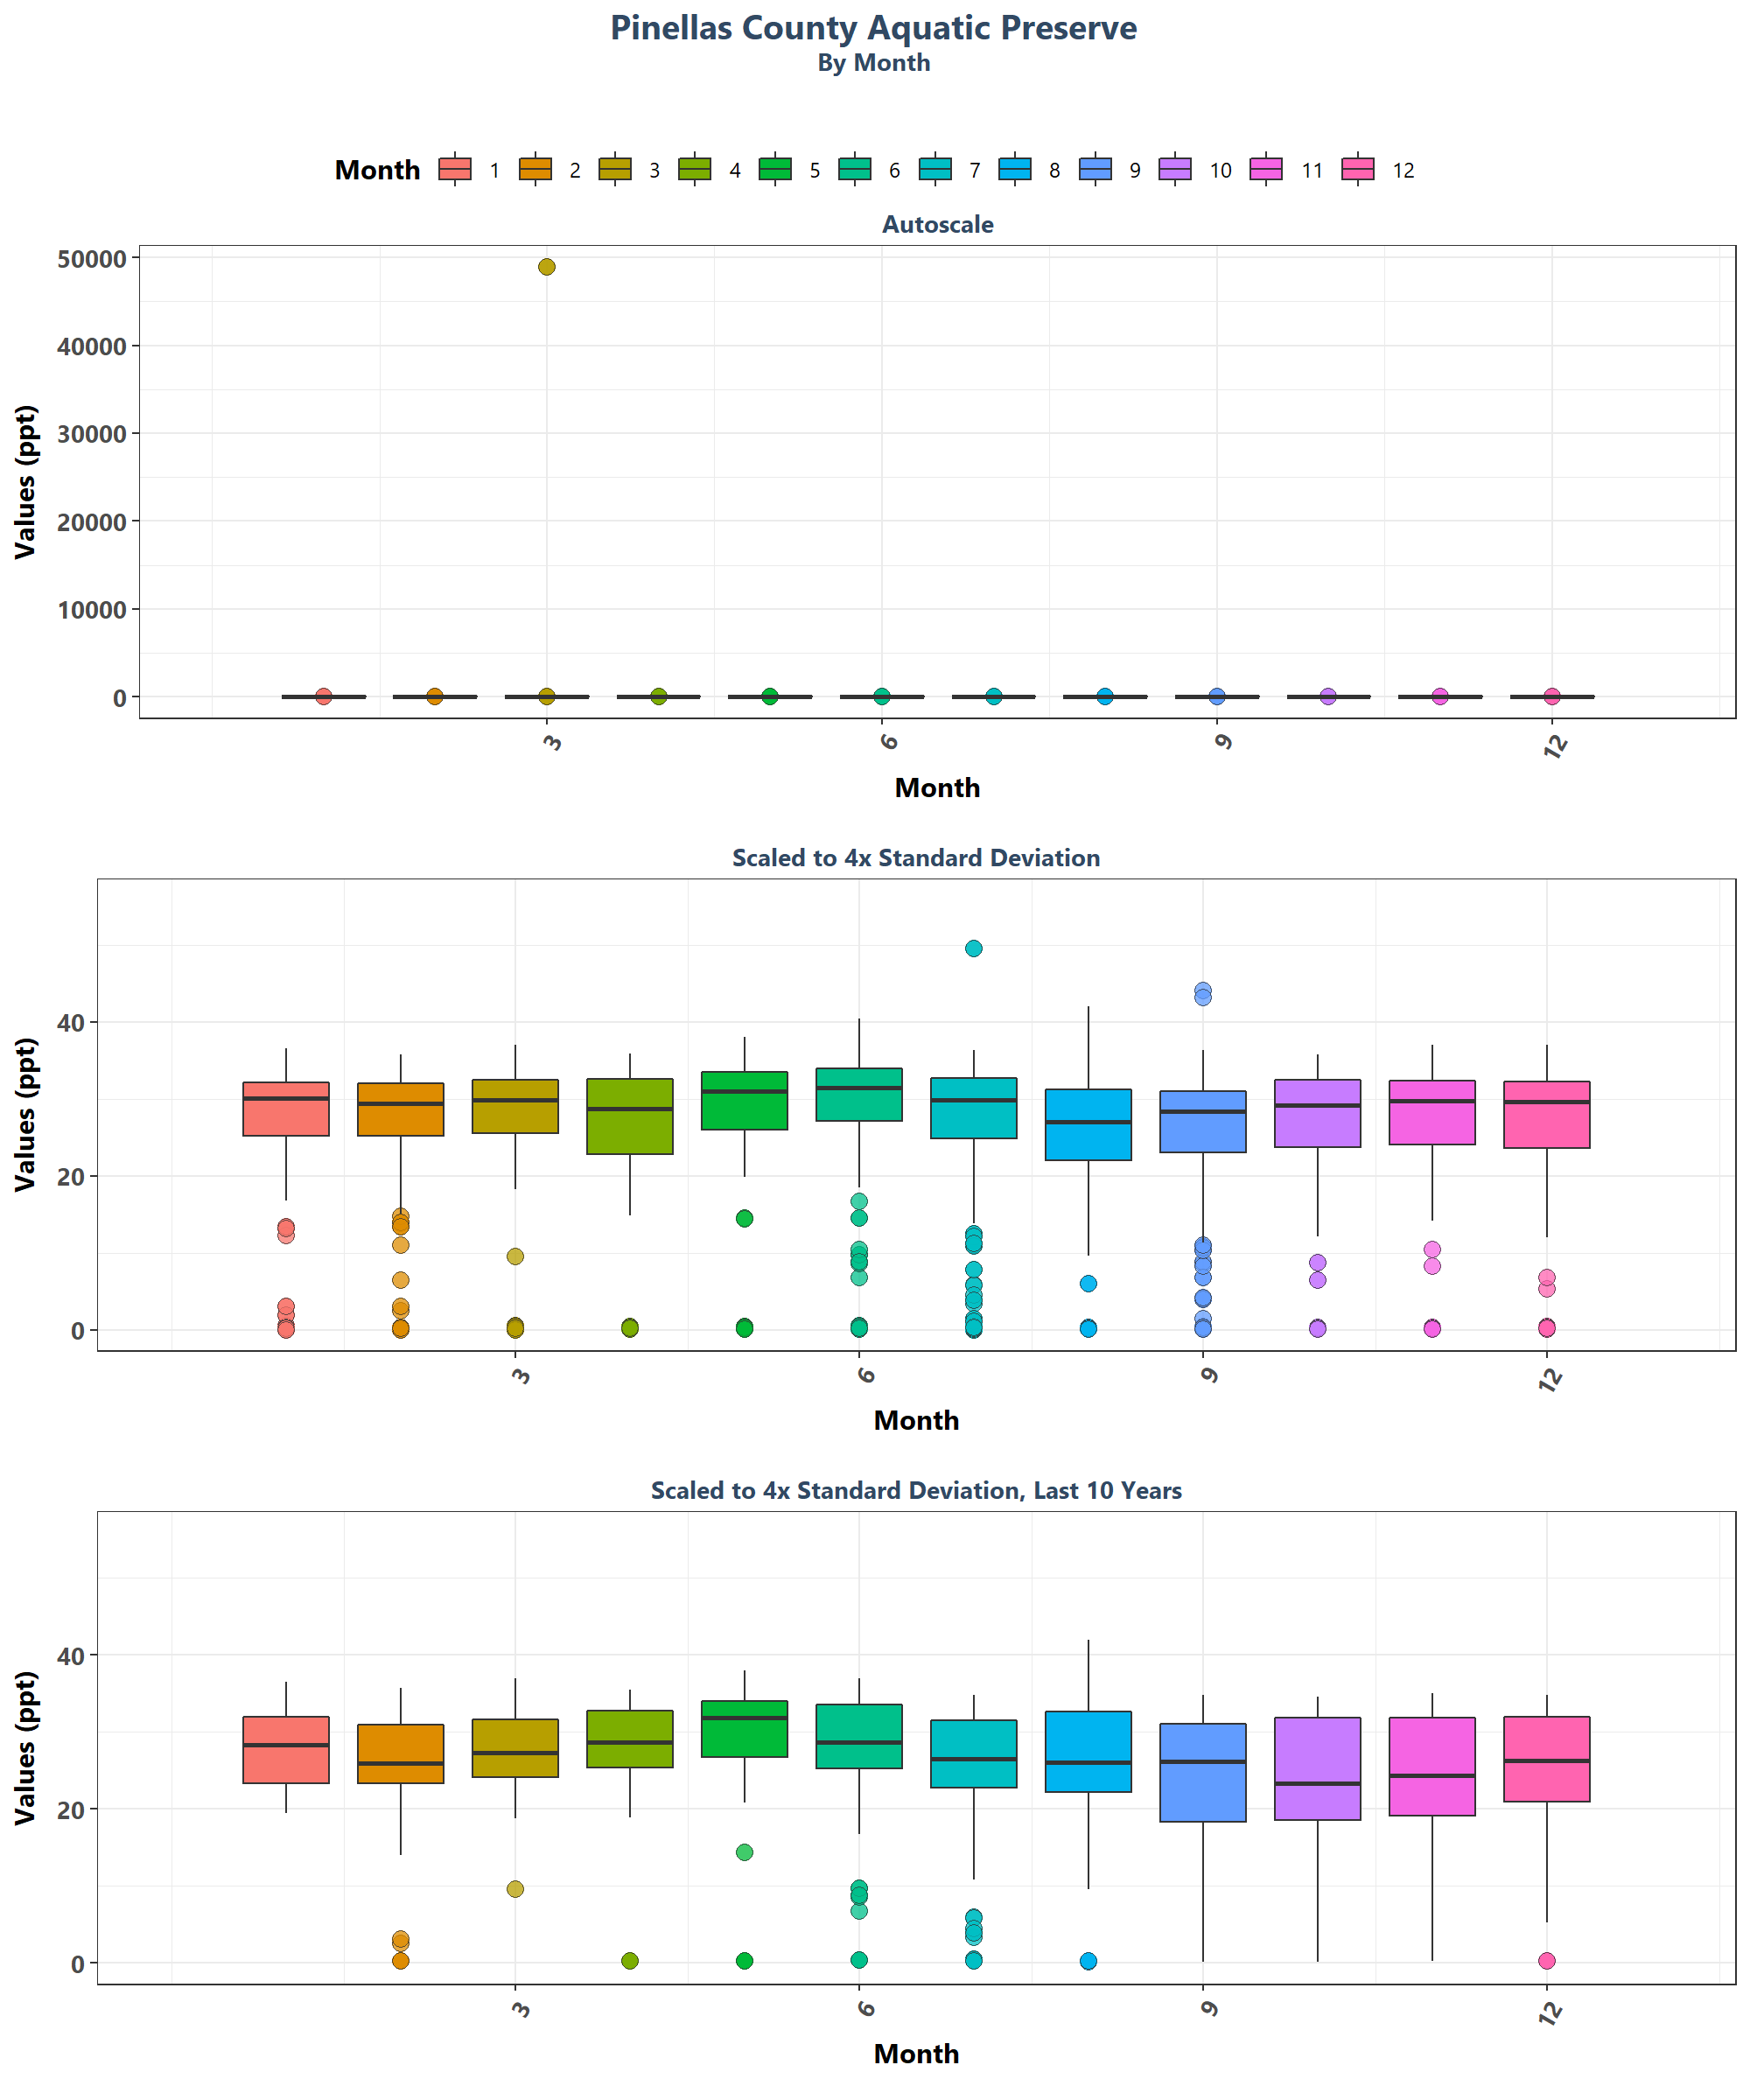 Pinellas County Aquatic Preserve
By Month
Month 1 2 3 4 5 6 7 8 9 10 11 12
Autoscale
50000
40000
30000
20000
10000
0
Values (ppt)
3 6 9 12
Month
Scaled to 4x Standard Deviation
40
20
0
Values (ppt)
3 6 9 12
Month
Scaled to 4x Standard Deviation, Last 10 Years
40
20
0
Values (ppt)
3 6 9 12
Month